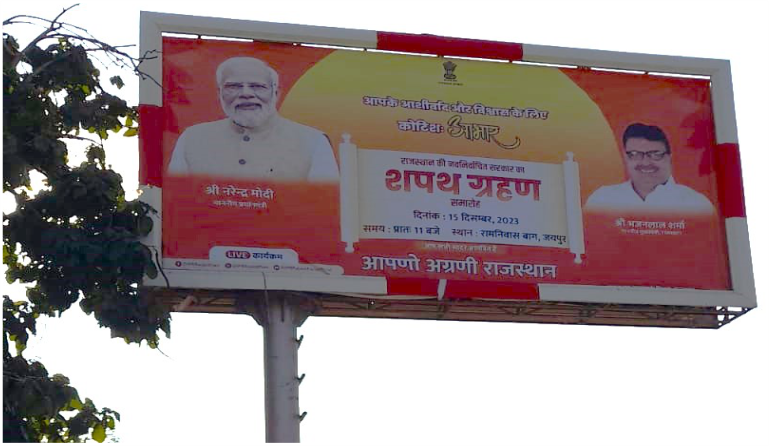 आपके आशीर्वाद और विश्वास के लिए
कोटिशः आभार
राजस्थान की नवनिर्वाचित सरकार का
शपथ ग्रहण
समारोह
दिनांक : 15 दिसम्बर, 2023
समय : प्रातः 11 बजे स्थान : रामनिवास बाग, जयपुर
श्री नरेन्द्र मोदी
श्री भजनलाल शर्मा
LIVE कार्यक्रम
आपणो अग्रणी राजस्थान